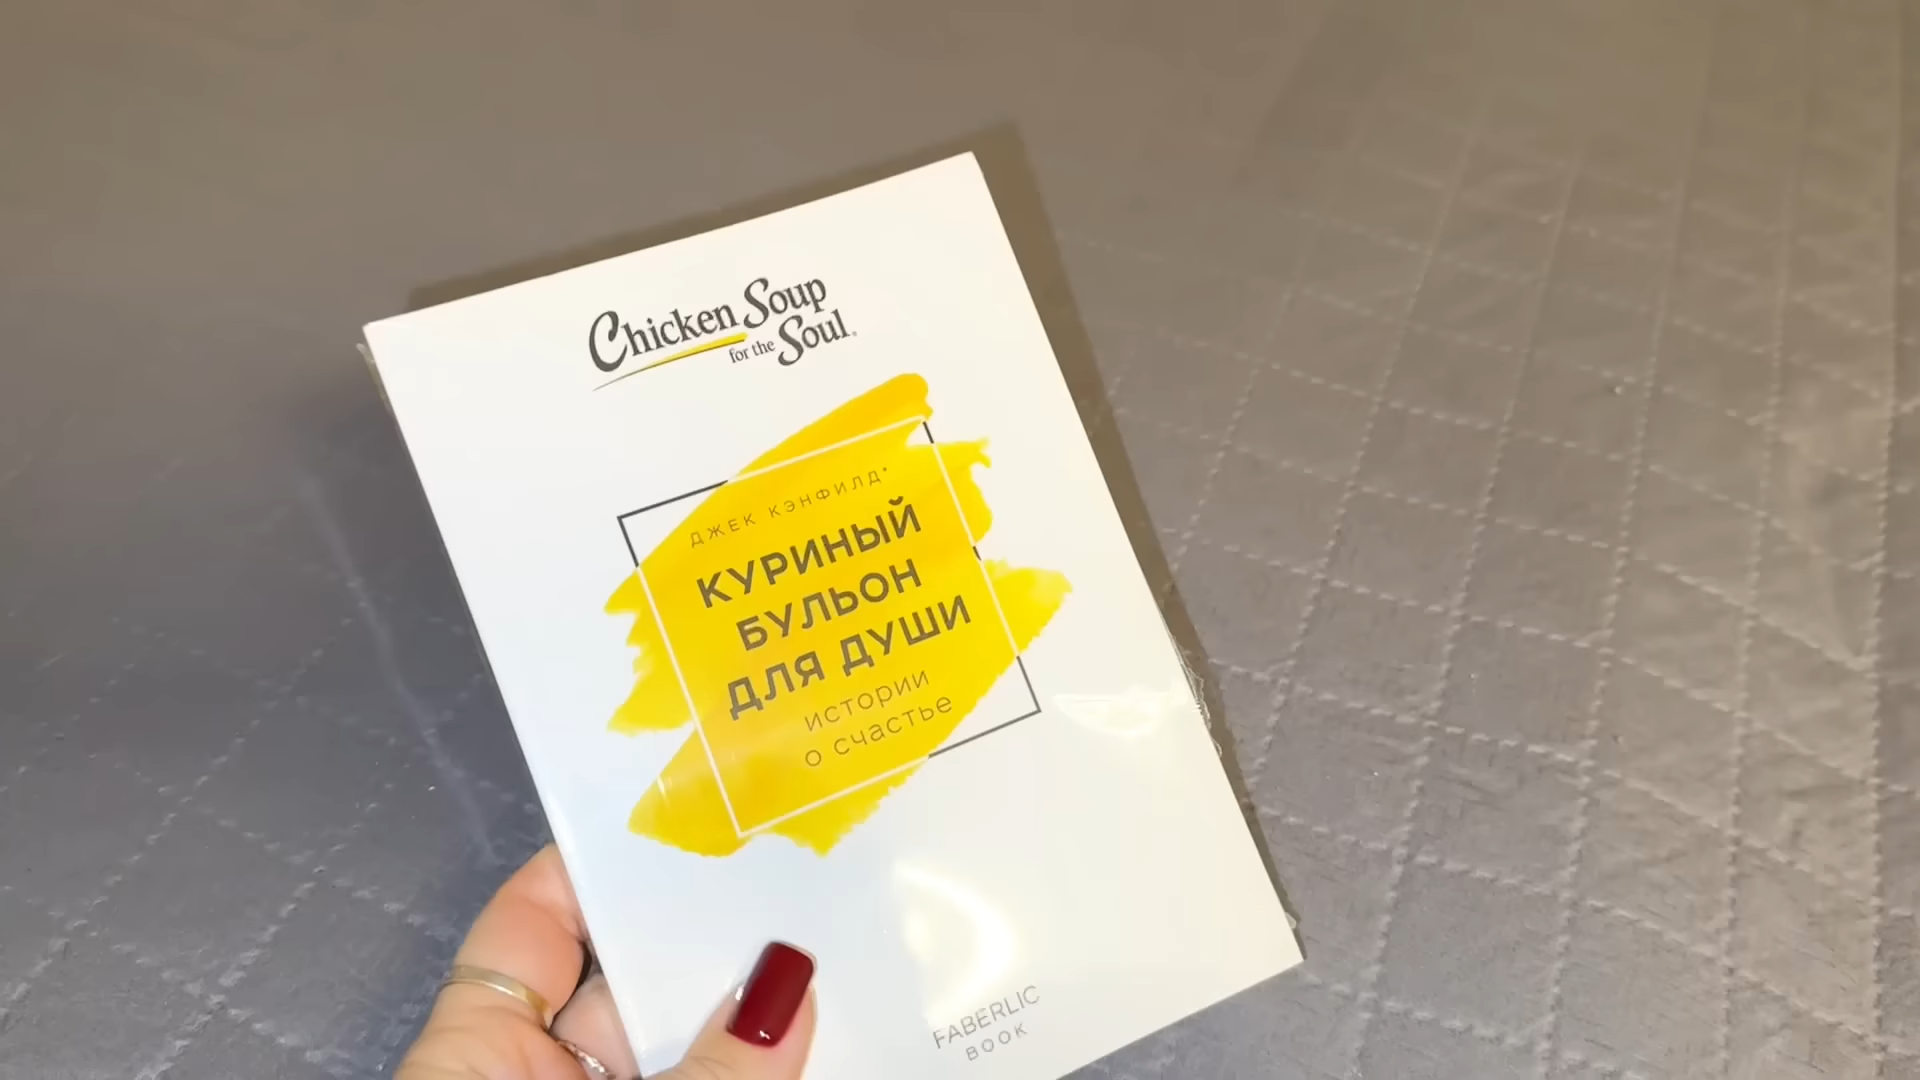 Chicken Soup
for the Soul®
ДЖЕК КЭНФИЛД*
КУРИНЫЙ
БУЛЬОН
ДЛЯ ДУШИ
истории
о счастье
FABERLIC
BOOK